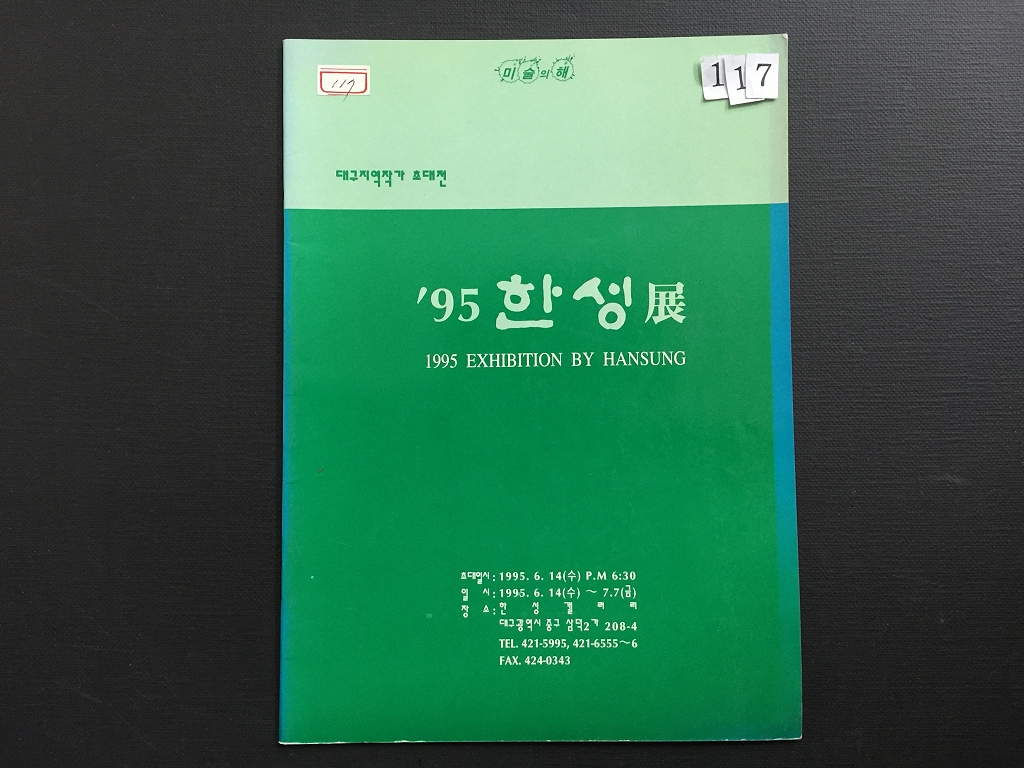 미술의해
117
117
대구지역작가 초대전
'95 한성展
1995 EXHIBITION BY HANSUNG
초대일시 : 1995. 6. 14(수) P.M 6:30
일 시 : 1995. 6. 14(수) ～ 7.7(금)
장 소 : 한 성 갤 러 리
대구광역시 중구 삼덕2가 208-4
TEL. 421-5995, 421-6555～6
FAX. 424-0343